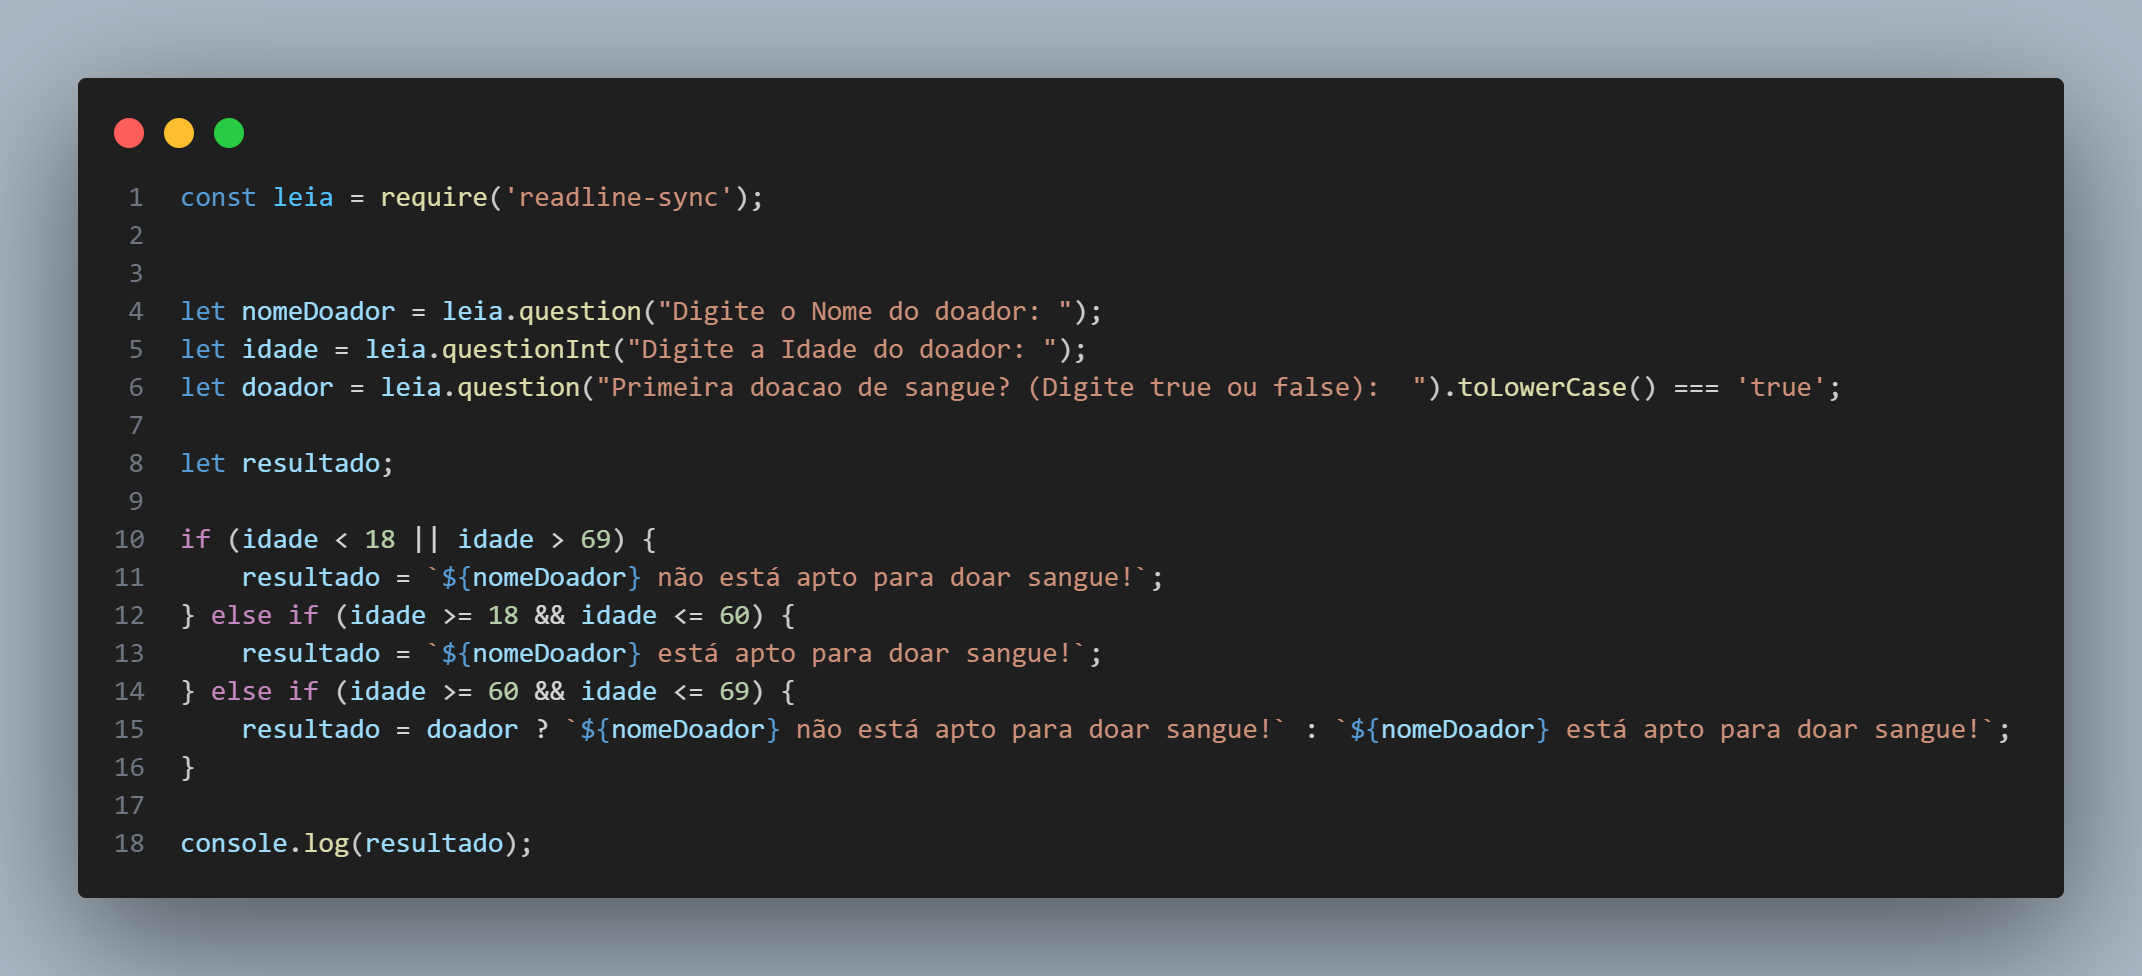 1 const leia = require('readline-sync');
2
3
4 let nomeDoador = leia.question("Digite o Nome do doador: ");
5 let idade = leia.questionInt("Digite a Idade do doador: ");
6 let doador = leia.question("Primeira doacao de sangue? (Digite true ou false):  ").toLowerCase() === 'true';
7
8 let resultado;
9
10 if (idade < 18 || idade > 69) {
11     resultado = `${nomeDoador} não está apto para doar sangue!`;
12 } else if (idade >= 18 && idade <= 60) {
13     resultado = `${nomeDoador} está apto para doar sangue!`;
14 } else if (idade >= 60 && idade <= 69) {
15     resultado = doador ? `${nomeDoador} não está apto para doar sangue!` : `${nomeDoador} está apto para doar sangue!`;
16 }
17
18 console.log(resultado);